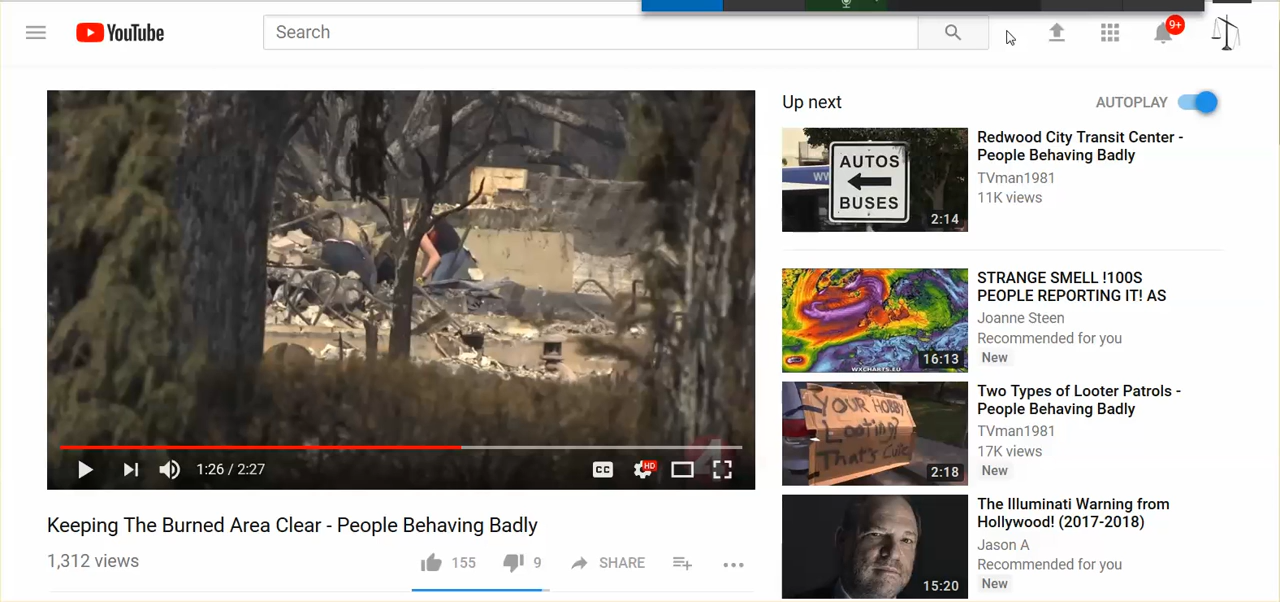 YouTube
Search
9+
Up next
AUTOPLAY
AUTOS
BUSES
2:14
Redwood City Transit Center -
People Behaving Badly
TVman1981
11K views
WXCHARTS.EU
16:13
STRANGE SMELL !100S
PEOPLE REPORTING IT! AS
Joanne Steen
Recommended for you
New
YOUR HOBBY
Looting?
That's Cute
2:18
Two Types of Looter Patrols -
People Behaving Badly
TVman1981
17K views
New
15:20
The Illuminati Warning from
Hollywood! (2017-2018)
Jason A
Recommended for you
New
1:26 / 2:27
CC
HD
Keeping The Burned Area Clear - People Behaving Badly
1,312 views
155
9
SHARE